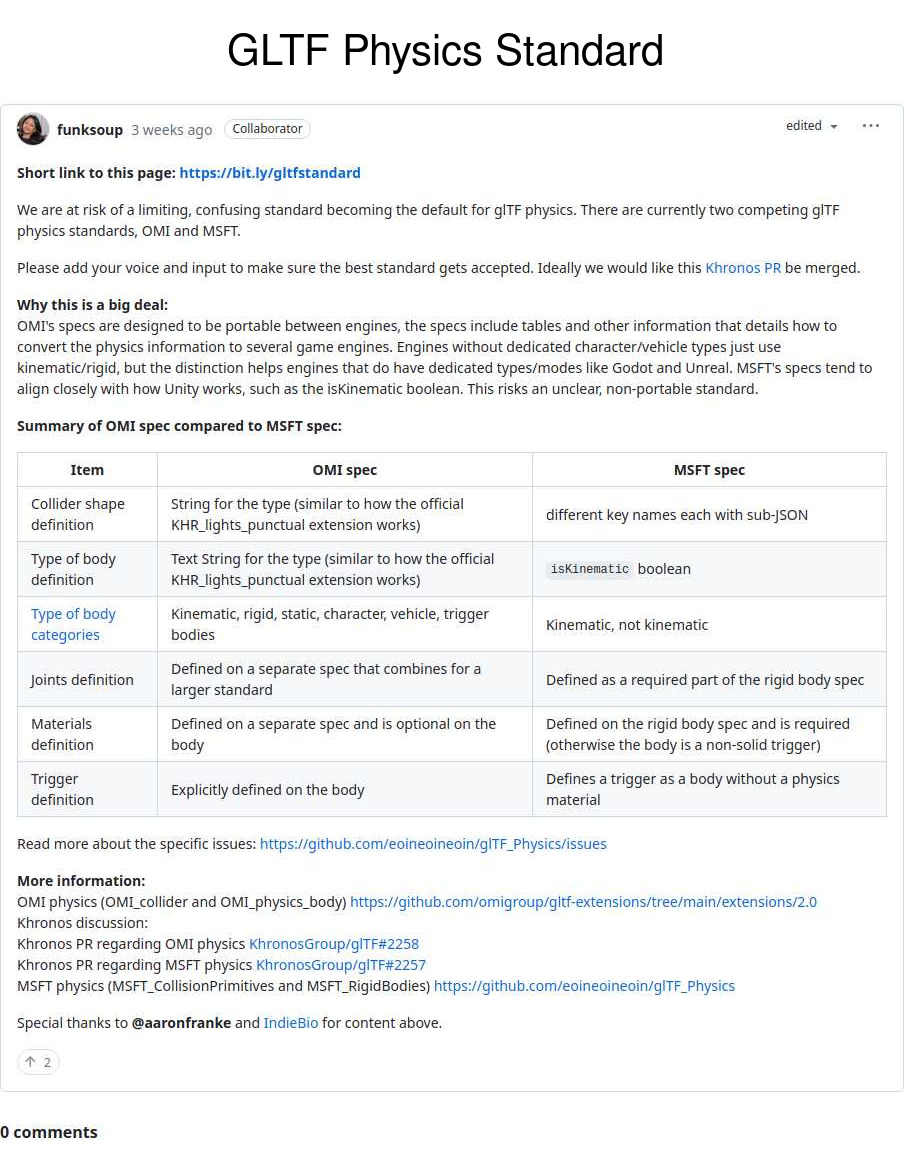 GLTF Physics Standard
funksoup 3 weeks ago Collaborator edited
Short link to this page: https://bit.ly/gltfstandard
We are at risk of a limiting, confusing standard becoming the default for glTF physics. There are currently two competing glTF
physics standards, OMI and MSFT.
Please add your voice and input to make sure the best standard gets accepted. Ideally we would like this Khronos PR be merged.
Why this is a big deal:
OMI's specs are designed to be portable between engines, the specs include tables and other information that details how to
convert the physics information to several game engines. Engines without dedicated character/vehicle types just use
kinematic/rigid, but the distinction helps engines that do have dedicated types/modes like Godot and Unreal. MSFT's specs tend to
align closely with how Unity works, such as the isKinematic boolean. This risks an unclear, non-portable standard.
Summary of OMI spec compared to MSFT spec:
Item OMI spec MSFT spec
Collider shape
definition
String for the type (similar to how the official
KHR_lights_punctual extension works)
different key names each with sub-JSON
Type of body
definition
Text String for the type (similar to how the official
KHR_lights_punctual extension works)
isKinematic boolean
Type of body
categories
Kinematic, rigid, static, character, vehicle, trigger
bodies
Kinematic, not kinematic
Joints definition
Defined on a separate spec that combines for a
larger standard
Defined as a required part of the rigid body spec
Materials
definition
Defined on a separate spec and is optional on the
body
Defined on the rigid body spec and is required
(otherwise the body is a non-solid trigger)
Trigger
definition
Explicitly defined on the body
Defines a trigger as a body without a physics
material
Read more about the specific issues: https://github.com/eoineoineoin/glTF_Physics/issues
More information:
OMI physics (OMI_collider and OMI_physics_body) https://github.com/omigroup/gltf-extensions/tree/main/extensions/2.0
Khronos discussion:
Khronos PR regarding OMI physics KhronosGroup/glTF#2258
Khronos PR regarding MSFT physics KhronosGroup/glTF#2257
MSFT physics (MSFT_CollisionPrimitives and MSFT_RigidBodies) https://github.com/eoineoineoin/glTF_Physics
Special thanks to @aaronfranke and IndieBio for content above.
↑ 2
0 comments